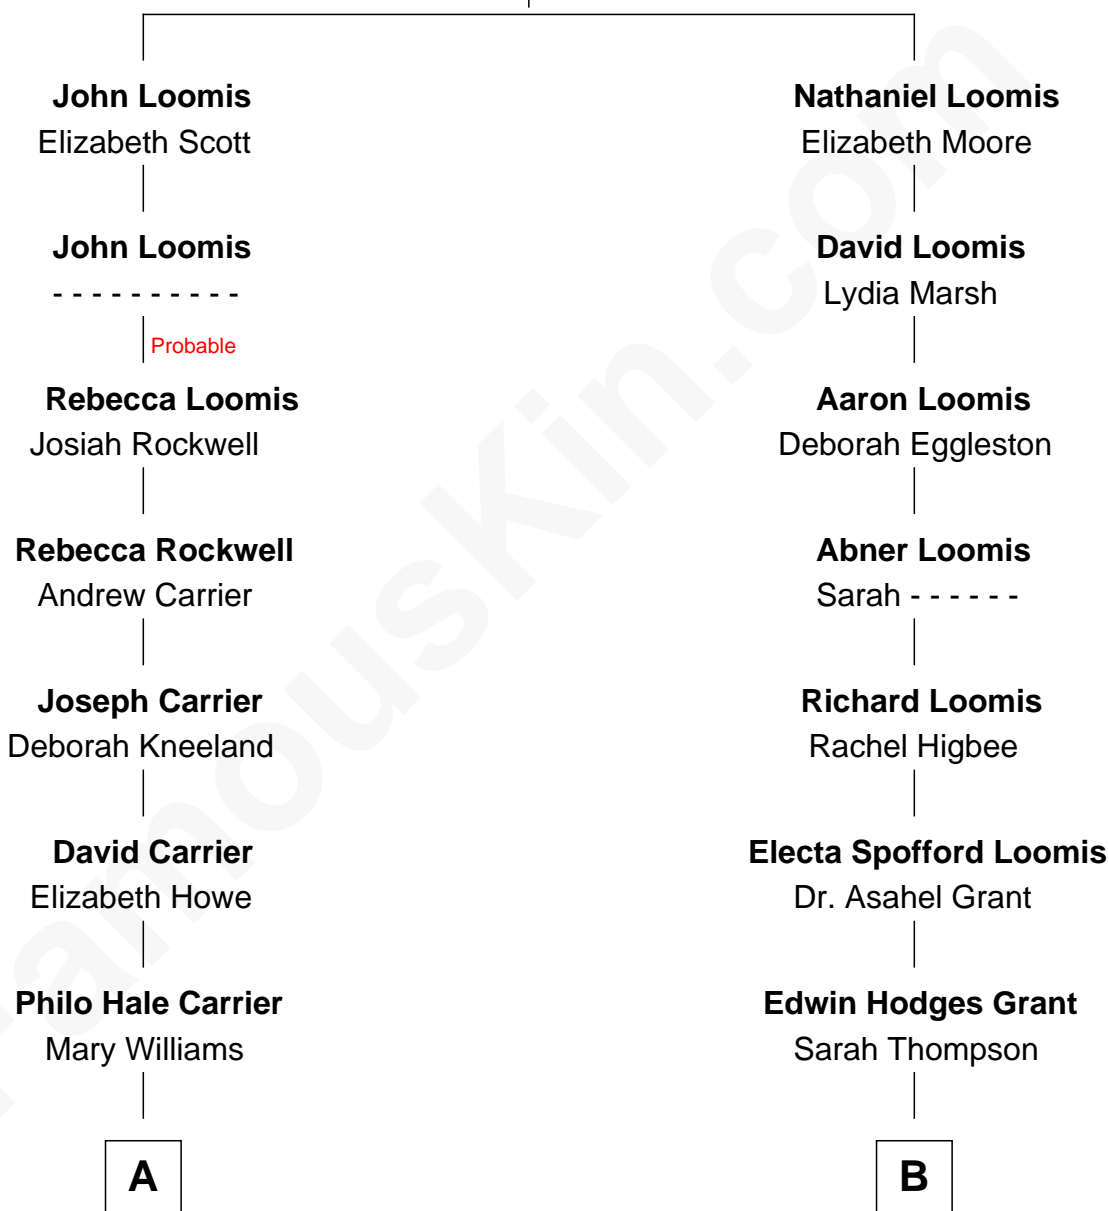 John Loomis
Elizabeth Scott
John Loomis
- - - - - - - - - -
Probable
Rebecca Loomis
Josiah Rockwell
Rebecca Rockwell
Andrew Carrier
Joseph Carrier
Deborah Kneeland
David Carrier
Elizabeth Howe
Philo Hale Carrier
Mary Williams
A
Nathaniel Loomis
Elizabeth Moore
David Loomis
Lydia Marsh
Aaron Loomis
Deborah Eggleston
Abner Loomis
Sarah - - - - - -
Richard Loomis
Rachel Higbee
Electa Spofford Loomis
Dr. Asahel Grant
Edwin Hodges Grant
Sarah Thompson
B
FamousKin.com